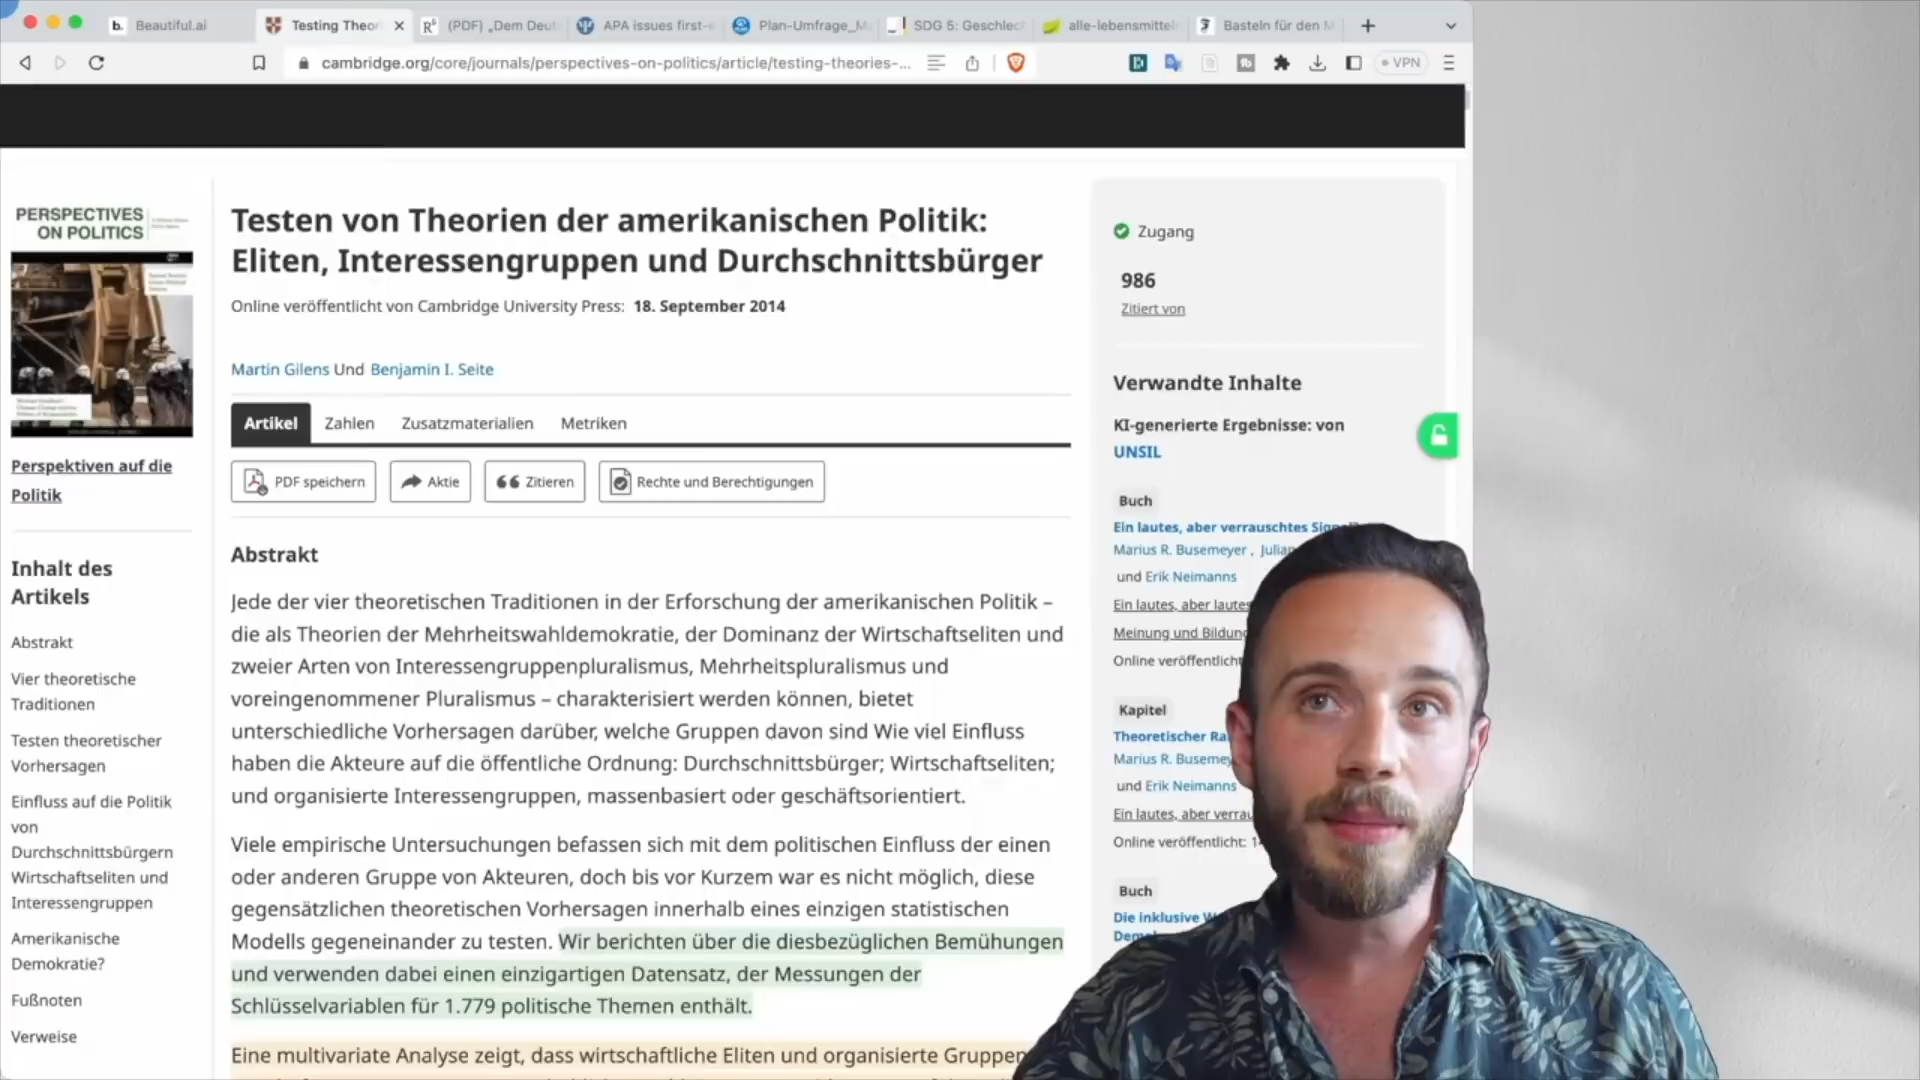 b. Beautiful.ai
Testing Theor
(PDF) „Dem Deut
APA issues first-e
Plan-Umfrage_M
SDG 5: Geschlech
alle-lebensmittel
Basteln für den M
cambridge.org/core/journals/perspectives-on-politics/article/testing-theories-...
VPN
PERSPECTIVES
ON POLITICS
Perspektiven auf die
Politik
Inhalt des
Artikels
Abstrakt
Vier theoretische
Traditionen
Testen theoretischer
Vorhersagen
Einfluss auf die Politik
von
Durchschnittsbürgern
Wirtschaftseliten und
Interessengruppen
Amerikanische
Demokratie?
Fußnoten
Verweise
Testen von Theorien der amerikanischen Politik:
Eliten, Interessengruppen und Durchschnittsbürger
Online veröffentlicht von Cambridge University Press: 18. September 2014
Martin Gilens Und Benjamin I. Seite
Artikel Zahlen Zusatzmaterialien Metriken
PDF speichern Aktie Zitieren Rechte und Berechtigungen
Abstrakt
Jede der vier theoretischen Traditionen in der Erforschung der amerikanischen Politik –
die als Theorien der Mehrheitswahldemokratie, der Dominanz der Wirtschaftseliten und
zweier Arten von Interessengruppenpluralismus, Mehrheitspluralismus und
voreingenommener Pluralismus – charakterisiert werden können, bietet
unterschiedliche Vorhersagen darüber, welche Gruppen davon sind Wie viel Einfluss
haben die Akteure auf die öffentliche Ordnung: Durchschnittsbürger; Wirtschaftseliten;
und organisierte Interessengruppen, massenbasiert oder geschäftsorientiert.
Viele empirische Untersuchungen befassen sich mit dem politischen Einfluss der einen
oder anderen Gruppe von Akteuren, doch bis vor Kurzem war es nicht möglich, diese
gegensätzlichen theoretischen Vorhersagen innerhalb eines einzigen statistischen
Modells gegeneinander zu testen. Wir berichten über die diesbezüglichen Bemühungen
und verwenden dabei einen einzigartigen Datensatz, der Messungen der
Schlüsselvariablen für 1.779 politische Themen enthält.
Eine multivariate Analyse zeigt, dass wirtschaftliche Eliten und organisierte Gruppen
Zugang
986
Zitiert von
Verwandte Inhalte
KI-generierte Ergebnisse: von
UNSIL
Buch
Ein lautes, aber verrauschtes
Marius R. Busemeyer , Julian
und Erik Neimanns
Ein lautes, aber lautes
Meinung und Bildung
Online veröffentlicht
Kapitel
Theoretischer Ra
Marius R. Busemey
und Erik Neimanns
Ein lautes, aber verrau
Online veröffentlicht: 1
Buch
Die inklusive W
Dem